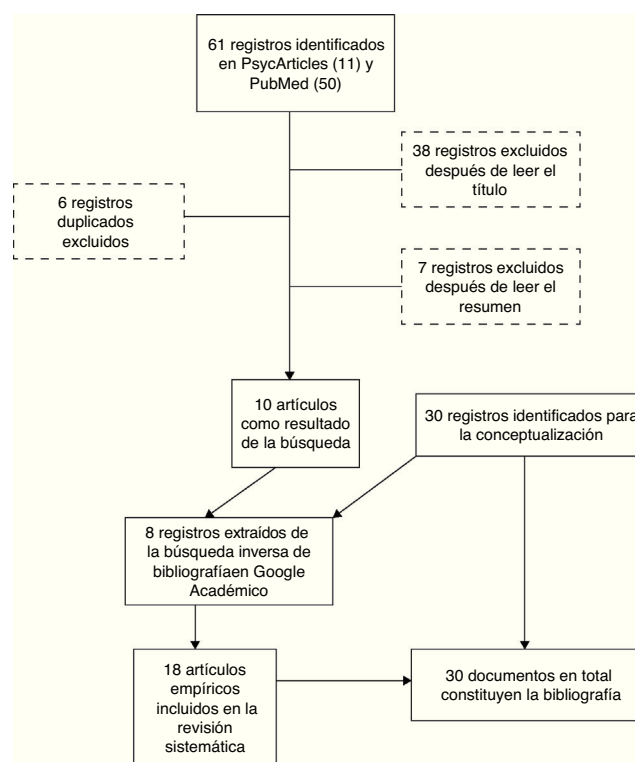 61 registros identificados
en PsycArticles (11) y
PubMed (50)
38 registros excluidos
después de leer el
título
6 registros
duplicados
excluidos
7 registros excluidos
después de leer el
resumen
10 artículos
como resultado
de la búsqueda
30 registros identificados para
la conceptualización
8 registros extraídos de
la búsqueda inversa de
bibliografíaen Google
Académico
18 artículos
empíricos
incluidos en la
revisión
sistemática
30 documentos en total
constituyen la bibliografía